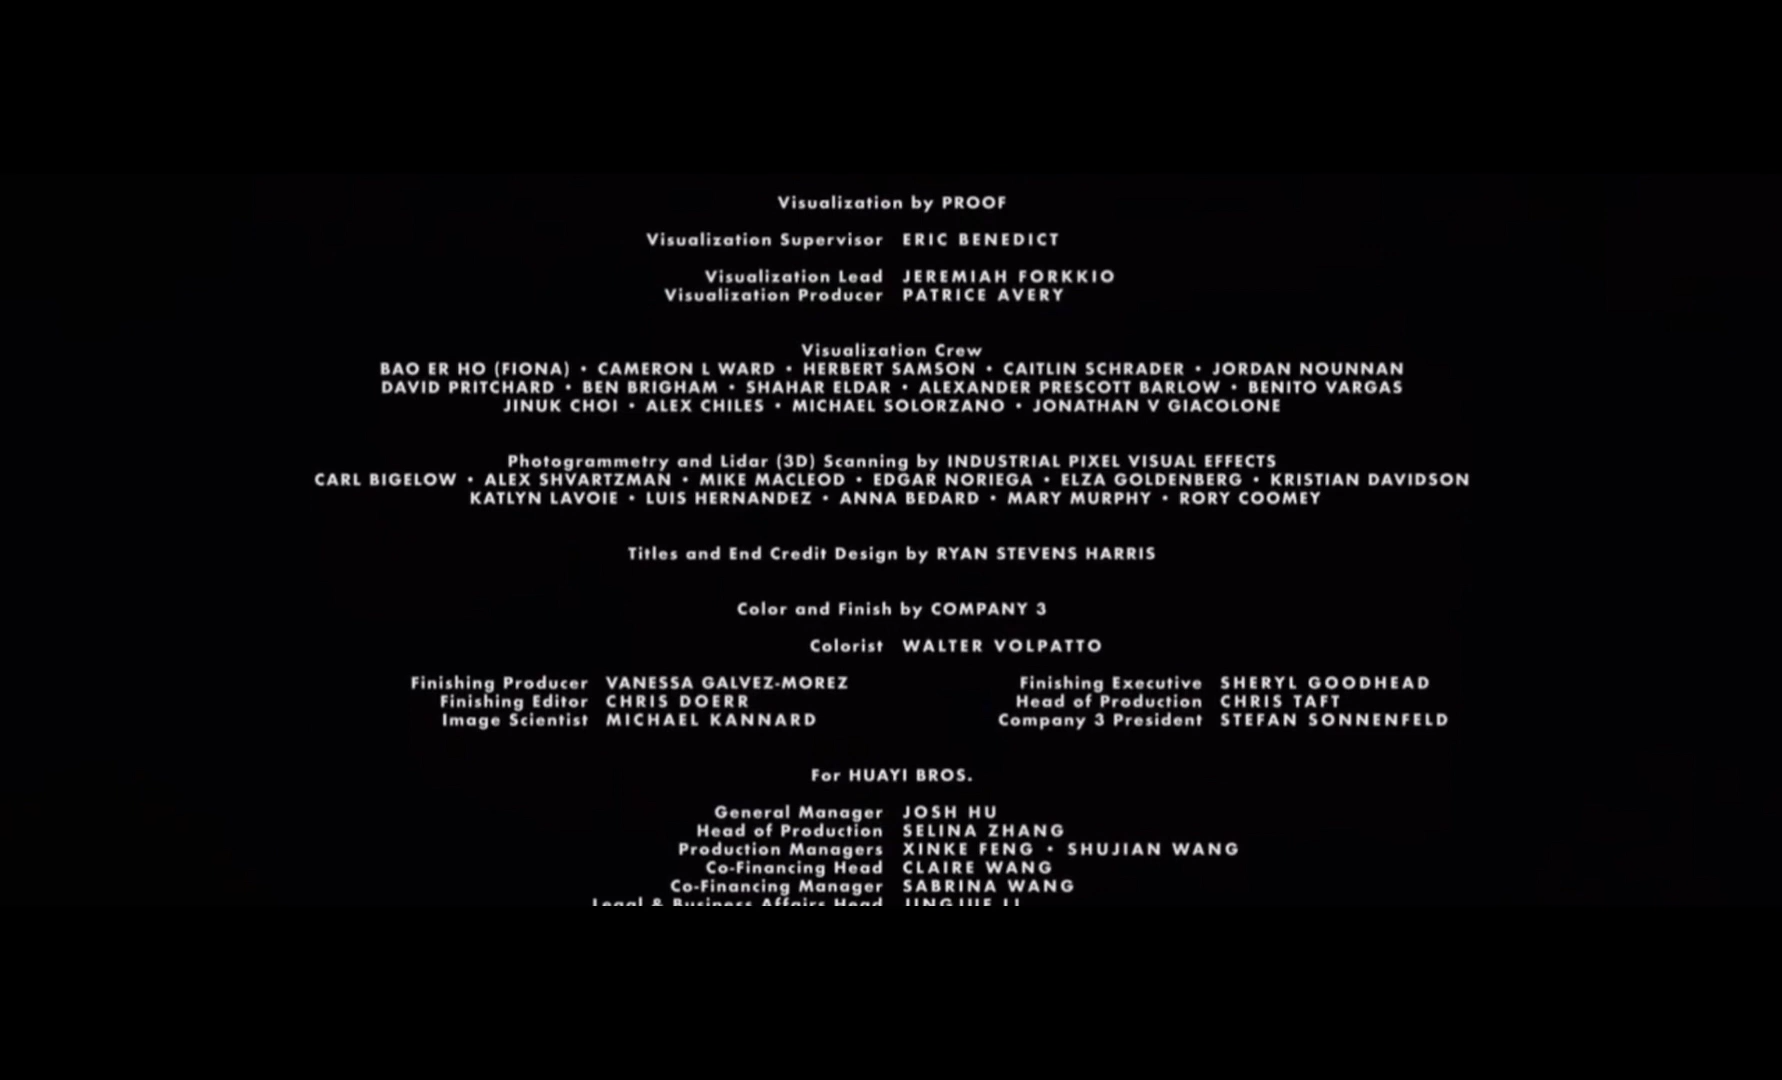 Visualization by PROOF
Visualization Supervisor ERIC BENEDICT
Visualization Lead JEREMIAH FORKKIO
Visualization Producer PATRICE AVERY
Visualization Crew
BAO ER HO (FIONA) • CAMERON L WARD • HERBERT SAMSON • CAITLIN SCHRADER • JORDAN NOUNNAN
DAVID PRITCHARD • BEN BRIGHAM • SHAHAR ELDAR • ALEXANDER PRESCOTT BARLOW • BENITO VARGAS
JINUK CHOI • ALEX CHILES • MICHAEL SOLORZANO • JONATHAN V GIACOLONE
Photogrammetry and Lidar (3D) Scanning by INDUSTRIAL PIXEL VISUAL EFFECTS
CARL BIGELOW • ALEX SHVARTZMAN • MIKE MACLEOD • EDGAR NORIEGA • ELZA GOLDENBERG • KRISTIAN DAVIDSON
KATLYN LAVOIE • LUIS HERNANDEZ • ANNA BEDARD • MARY MURPHY • RORY COOMEY
Titles and End Credit Design by RYAN STEVENS HARRIS
Color and Finish by COMPANY 3
Colorist WALTER VOLPATTO
Finishing Producer VANESSA GALVEZ-MOREZ
Finishing Editor CHRIS DOERR
Image Scientist MICHAEL KANNARD
Finishing Executive SHERYL GOODHEAD
Head of Production CHRIS TAFT
Company 3 President STEFAN SONNENFELD
For HUAYI BROS.
General Manager JOSH HU
Head of Production SELINA ZHANG
Production Managers XINKE FENG • SHUJIAN WANG
Co-Financing Head CLAIRE WANG
Co-Financing Manager SABRINA WANG
Legal & Business Affairs Head